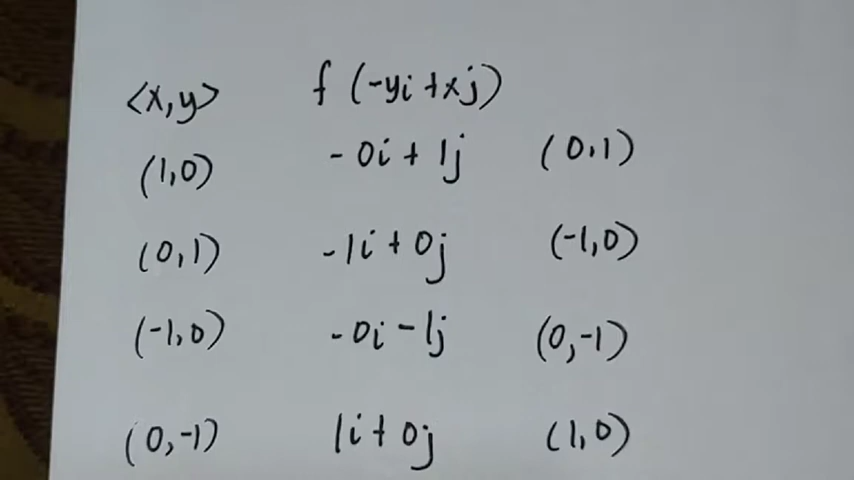 <x,y> f (-yi+xj)
(1,0) - 0i + 1j (0,1)
(0,1) -1i + 0j (-1,0)
(-1,0) -0i - 1j (0,-1)
(0,-1) 1i + 0j (1,0)